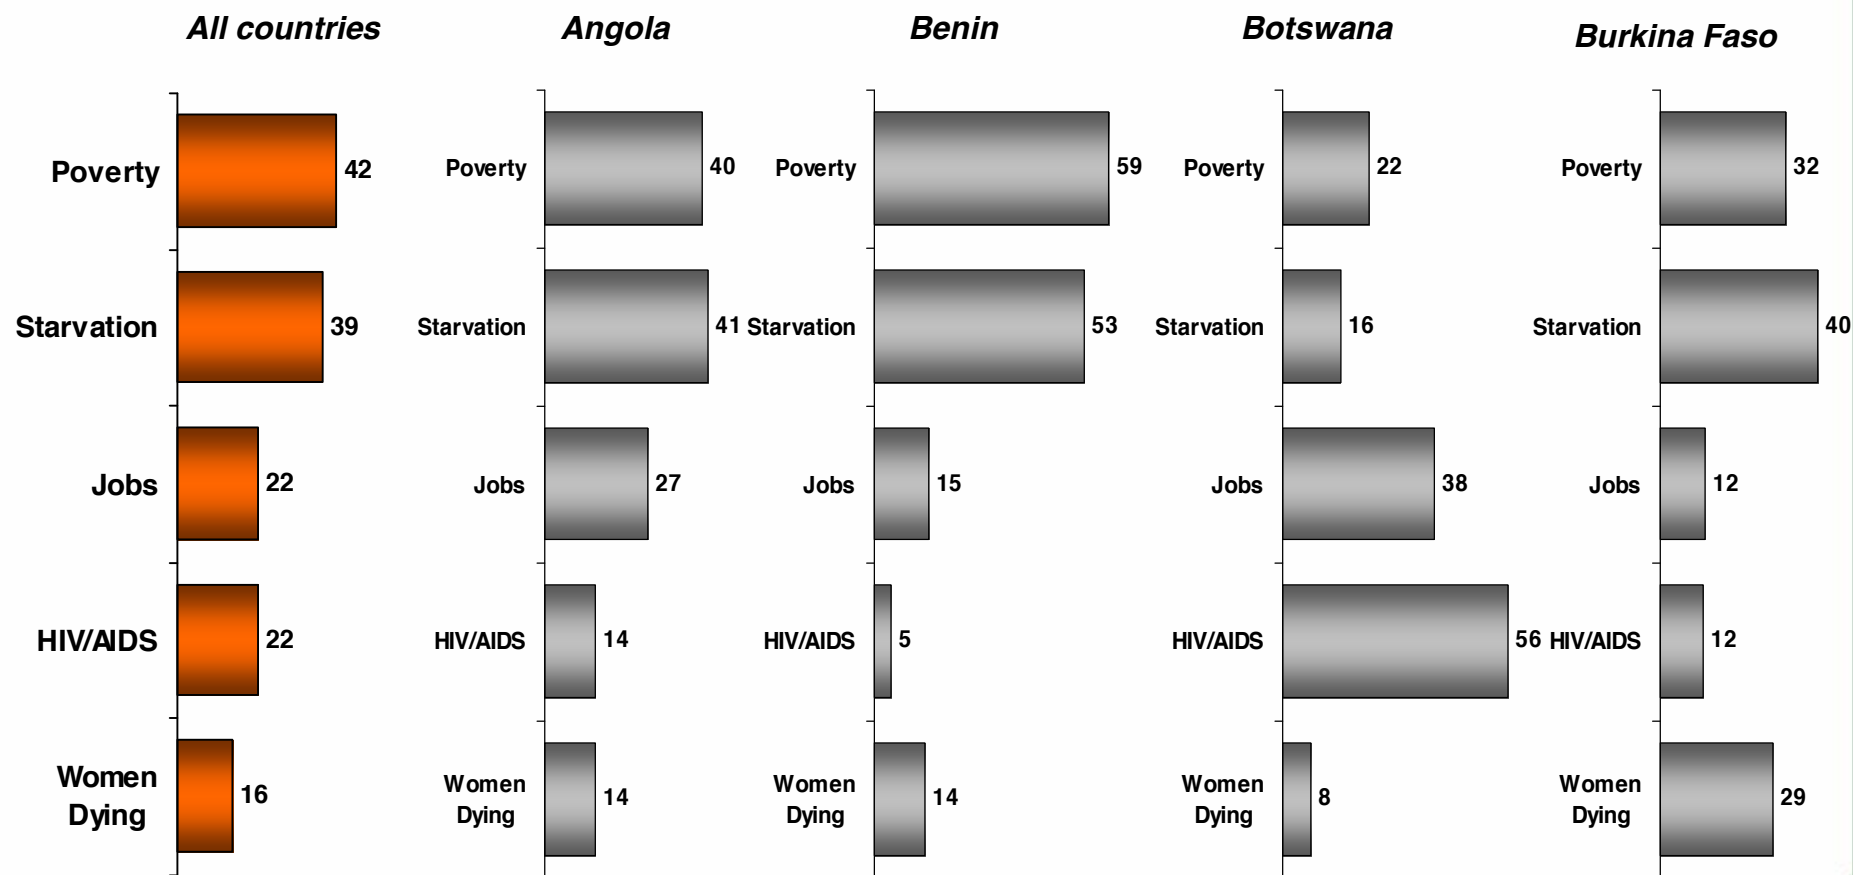 All countries
Poverty 42
Starvation 39
Jobs 22
HIV/AIDS 22
Women
Dying
16
Angola
Poverty 40
Starvation 41
Jobs 27
HIV/AIDS 14
Women
Dying
14
Benin
Poverty 59
Starvation 53
Jobs 15
HIV/AIDS 5
Women
Dying
14
Botswana
Poverty 22
Starvation 16
Jobs 38
HIV/AIDS 56
Women
Dying
8
Burkina Faso
Poverty 32
Starvation 40
Jobs 12
HIV/AIDS 12
Women
Dying
29